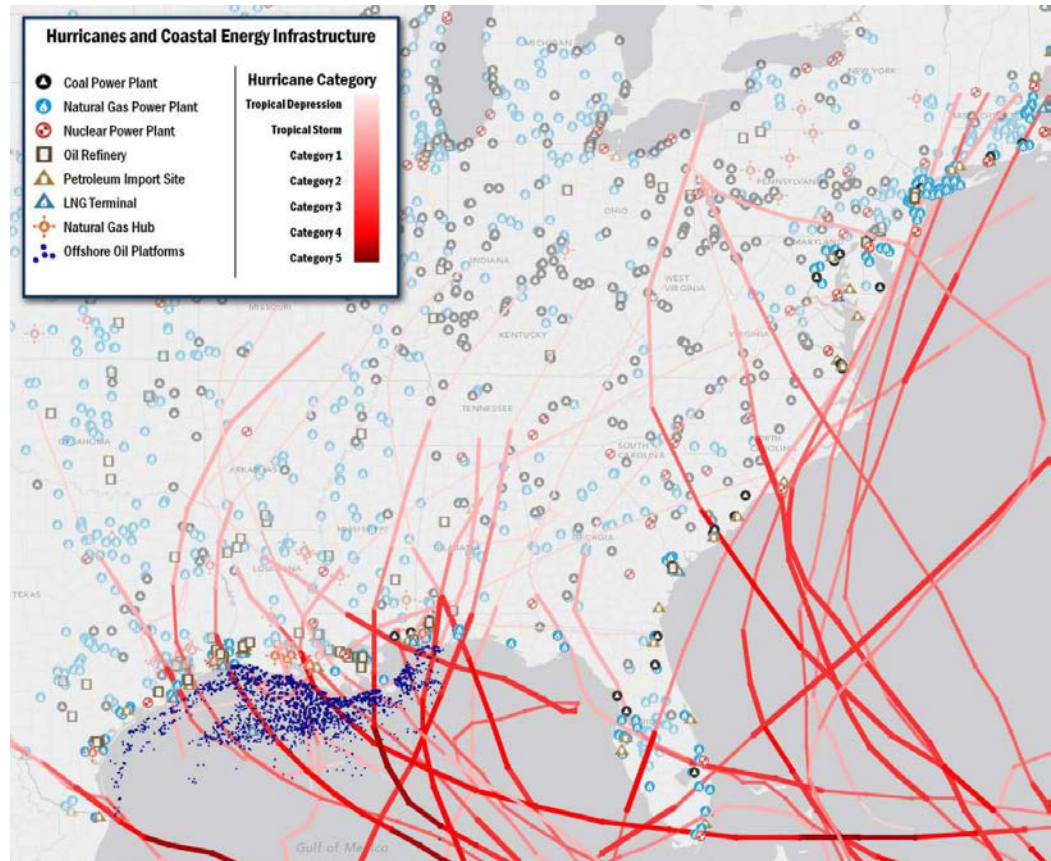 Hurricanes and Coastal Energy Infrastructure
Coal Power Plant
Natural Gas Power Plant
Nuclear Power Plant
Oil Refinery
Petroleum Import Site
LNG Terminal
Natural Gas Hub
Offshore Oil Platforms
Hurricane Category
Tropical Depression
Tropical Storm
Category 1
Category 2
Category 3
Category 4
Category 5
MICHIGAN
NEW YORK
PENNSYLVANIA
OHIO
MARYLAND
INDIANA
WEST
VIRGINIA
MISSOURI
KENTUCKY
VIRGINIA
TENNESSEE
OKLAHOMA
NORTH
CAROLINA
SOUTH
CAROLINA
ARKANSAS
MISSISSIPPI
ALABAMA
GEORGIA
LOUISIANA
TEXAS
Gulf of Mexico